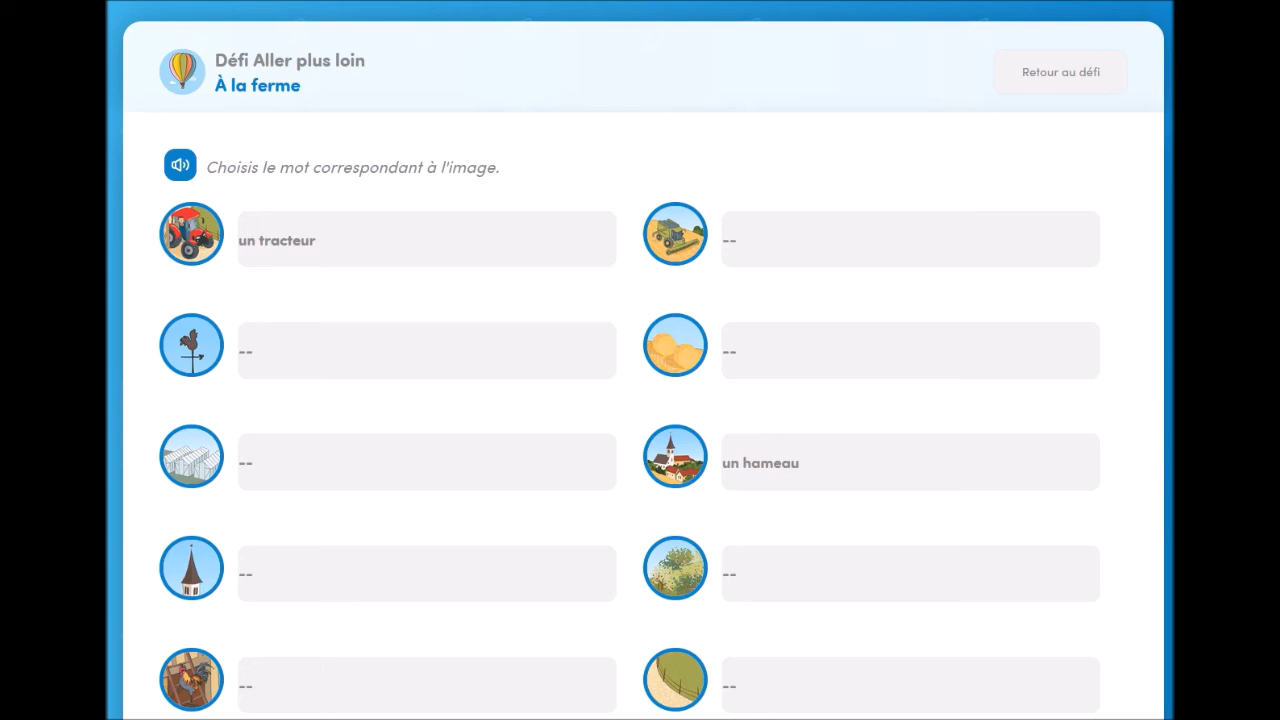 Défi Aller plus loin
À la ferme
Retour au défi
Choisis le mot correspondant à l'image.
un tracteur
--
--
--
--
un hameau
--
--
--
--